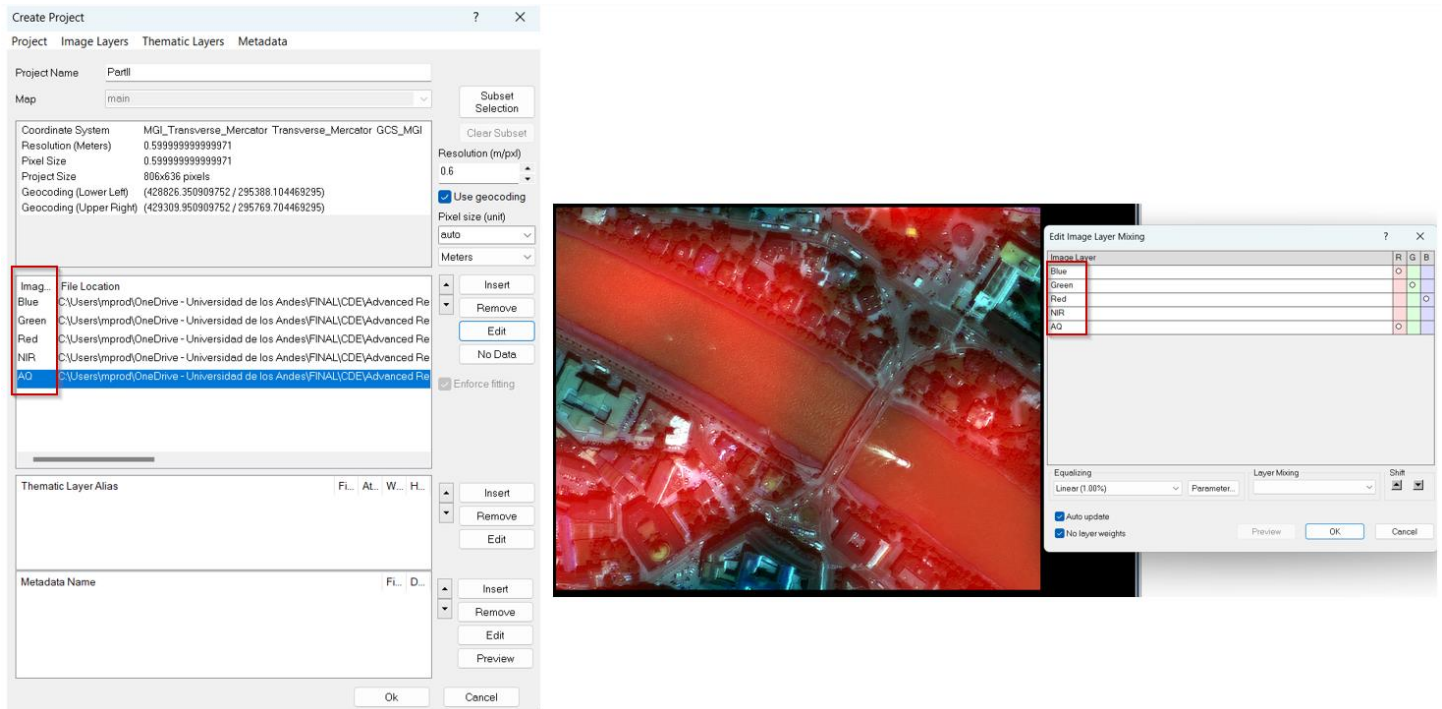 Create Project ? ×
Project Image Layers Thematic Layers Metadata
Project Name PartII
Map main
Subset Selection
Clear Subset
Coordinate System MGI_Transverse_Mercator Transverse_Mercator GCS_MGI
Resolution (Meters) 0.599999999999971
Pixel Size 0.599999999999971
Project Size 806x636 pixels
Geocoding (Lower Left) (428826.350909752 / 295388.104469295)
Geocoding (Upper Right) (429309.950909752 / 295769.704469295)
Resolution (m/pxl)
0.6
Use geocoding
Pixel size (unit)
auto
Meters
Imag... File Location
Blue C:\Users\mprod\OneDrive - Universidad de los Andes\FINAL\CDE\Advanced Re
Green C:\Users\mprod\OneDrive - Universidad de los Andes\FINAL\CDE\Advanced Re
Red C:\Users\mprod\OneDrive - Universidad de los Andes\FINAL\CDE\Advanced Re
NIR C:\Users\mprod\OneDrive - Universidad de los Andes\FINAL\CDE\Advanced Re
AQ C:\Users\mprod\OneDrive - Universidad de los Andes\FINAL\CDE\Advanced Re
Insert
Remove
Edit
No Data
Enforce fitting
Thematic Layer Alias Fi... At... W... H...
Insert
Remove
Edit
Metadata Name Fi... D...
Insert
Remove
Edit
Preview
Ok Cancel
Edit Image Layer Mixing ? ×
Image Layer R G B
Blue
Green
Red
NIR
AQ
Equalizing Layer Mixing Shift
Linear (1.00%) Parameter...
Auto update
No layer weights
Preview OK Cancel